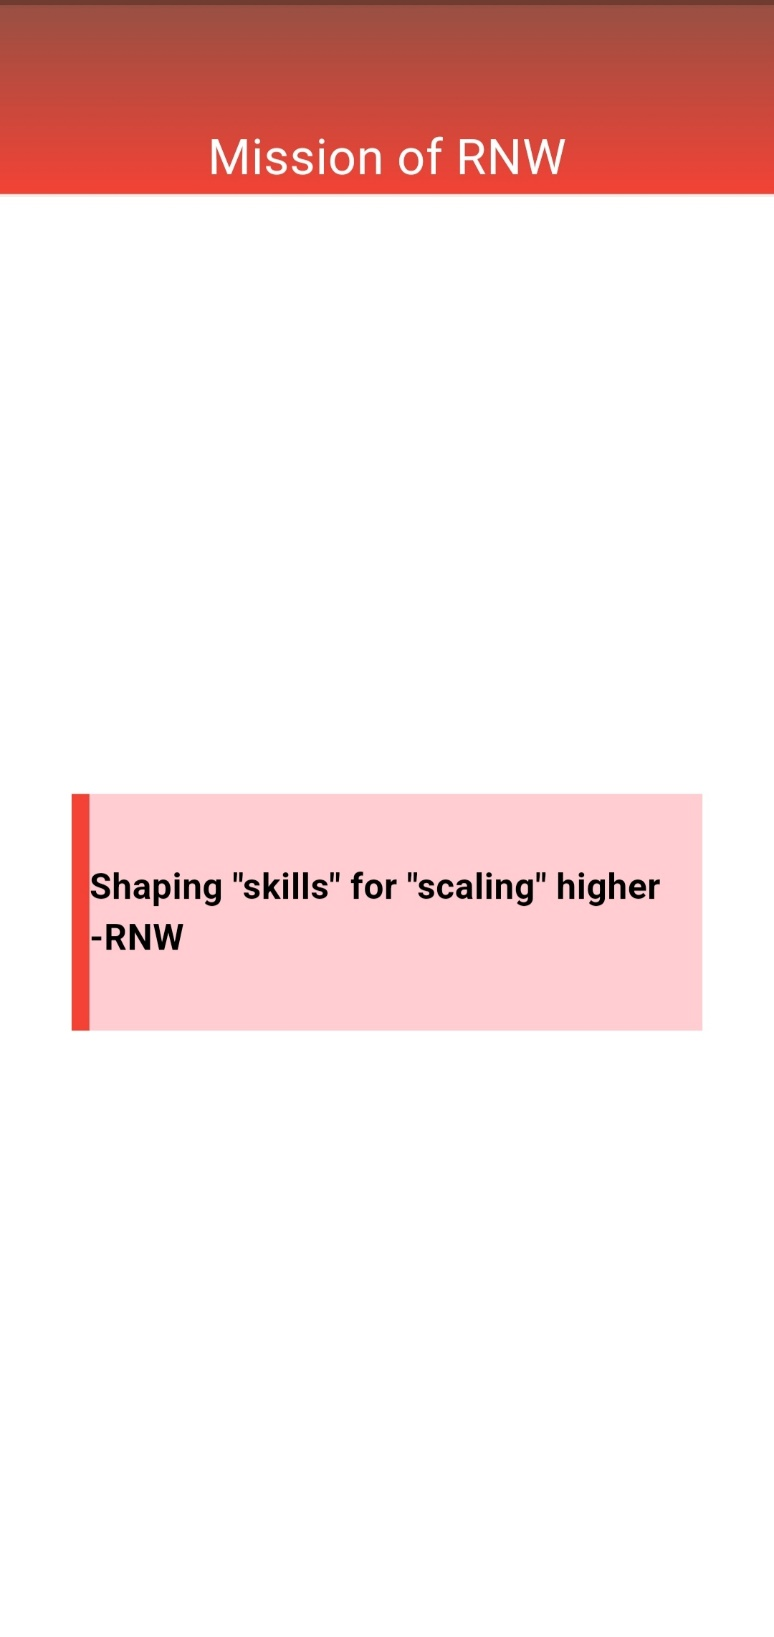 Mission of RNW
Shaping "skills" for "scaling" higher
-RNW